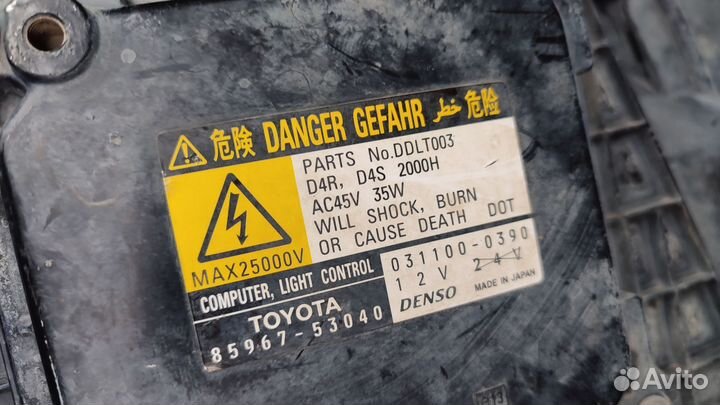 危険 DANGER GEFAHR خطر 危险
PARTS No.DDLT003
D4R, D4S 2000H
AC45V 35W
WILL SHOCK, BURN
OR CAUSE DEATH DOT
MAX25000V
COMPUTER, LIGHT CONTROL
TOYOTA
85967-53040
031100-0390
12V 24V
DENSO MADE IN JAPAN
Avito